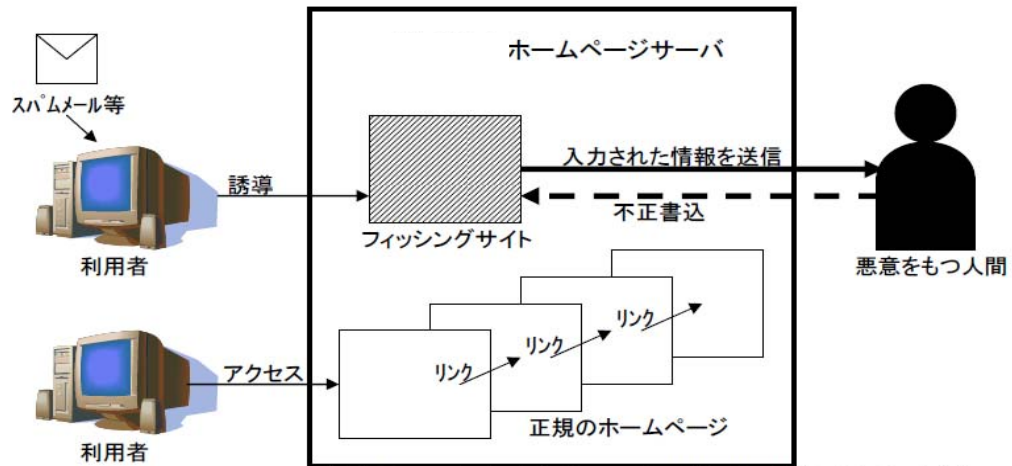 ホームページサーバ
スパムメール等
誘導
入力された情報を送信
不正書込
フィッシングサイト
利用者
悪意をもつ人間
リンク
リンク
リンク
アクセス
正規のホームページ
利用者